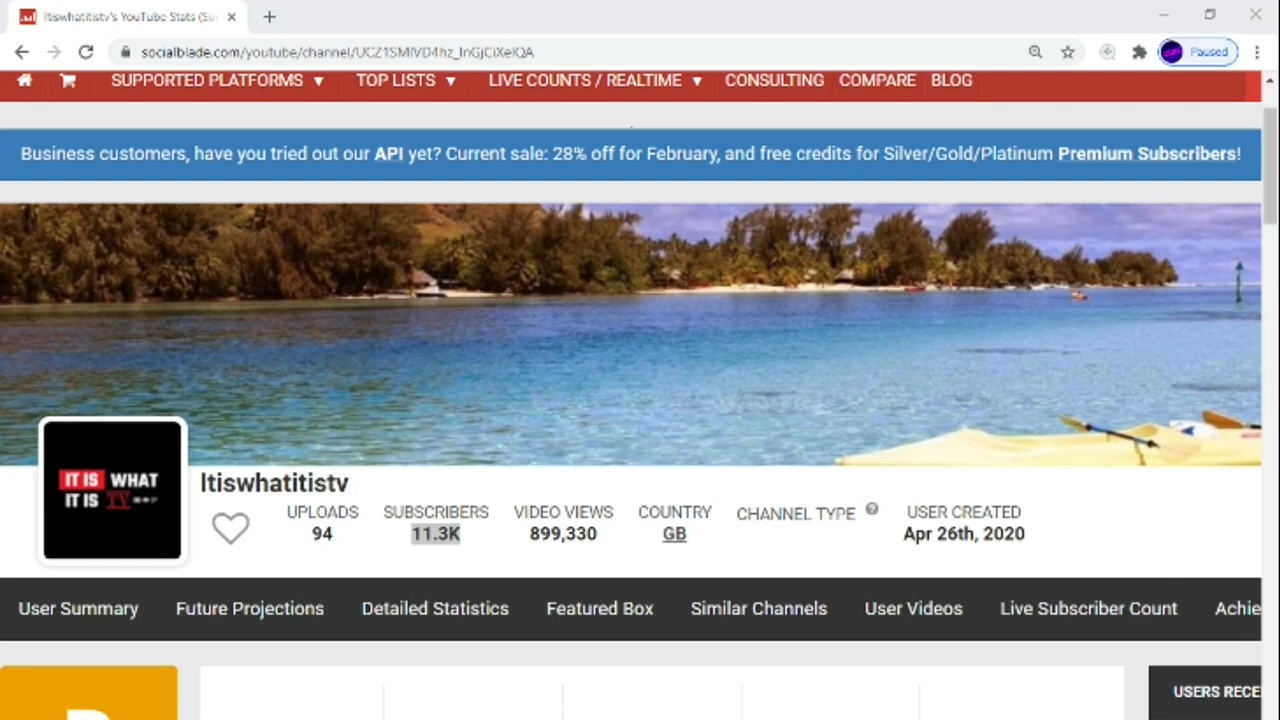 Itiswhatitistv's YouTube Stats (Su
socialblade.com/youtube/channel/UCZ1SMlVD4hz_InGjCiXeIQA
Paused
SUPPORTED PLATFORMS ▼ TOP LISTS ▼ LIVE COUNTS / REALTIME ▼ CONSULTING COMPARE BLOG
Business customers, have you tried out our API yet? Current sale: 28% off for February, and free credits for Silver/Gold/Platinum Premium Subscribers!
IT IS WHAT
IT IS TV
Itiswhatitistv
UPLOADS SUBSCRIBERS VIDEO VIEWS COUNTRY CHANNEL TYPE USER CREATED
94 11.3K 899,330 GB Apr 26th, 2020
User Summary Future Projections Detailed Statistics Featured Box Similar Channels User Videos Live Subscriber Count Achie
USERS RECE